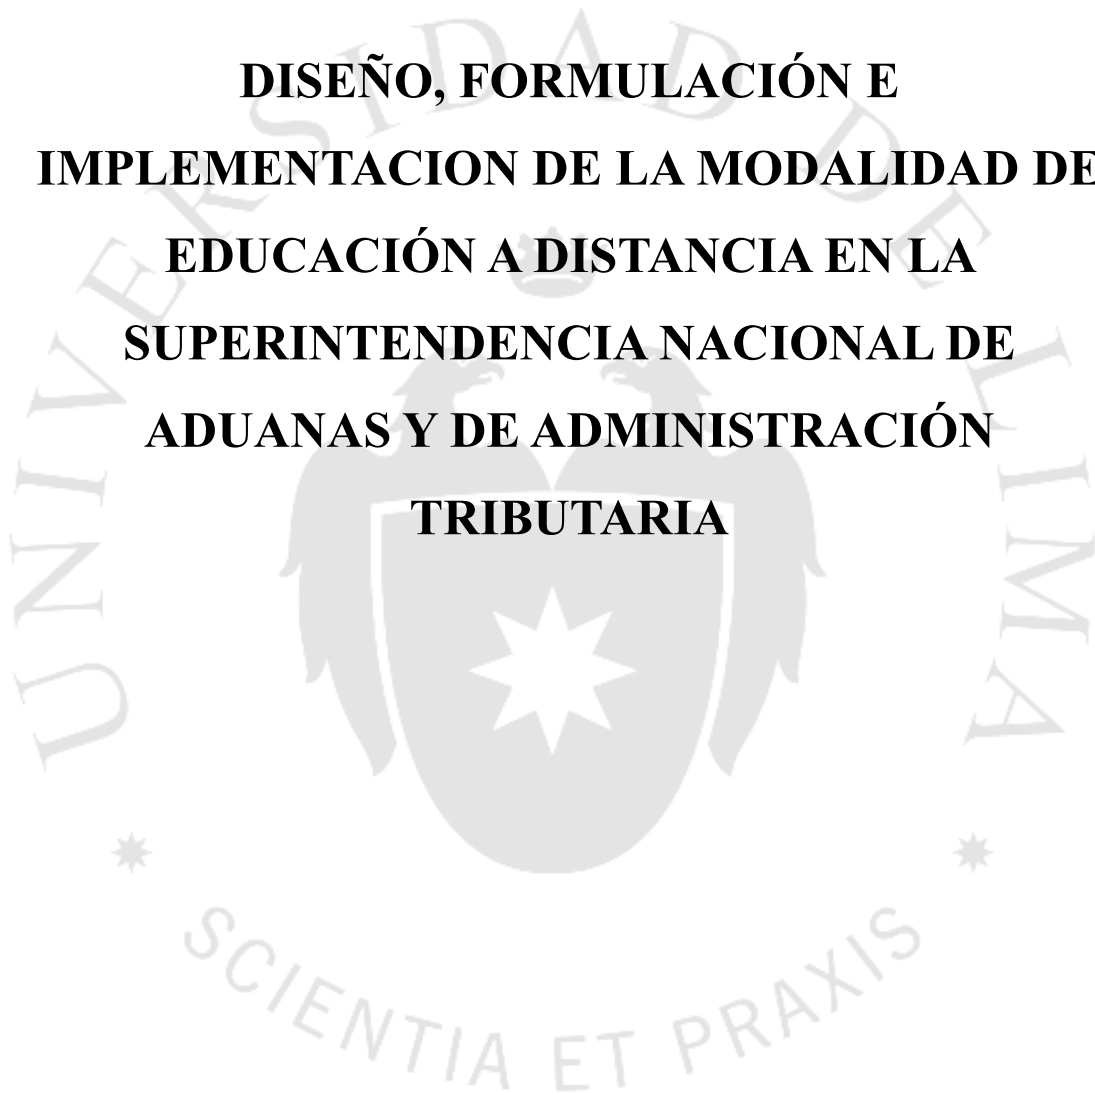 DISEÑO, FORMULACIÓN E
IMPLEMENTACION DE LA MODALIDAD DE
EDUCACIÓN A DISTANCIA EN LA
SUPERINTENDENCIA NACIONAL DE
ADUANAS Y DE ADMINISTRACIÓN
TRIBUTARIA
UNIVERSIDAD DE LIMA
SCIENTIA ET PRAXIS